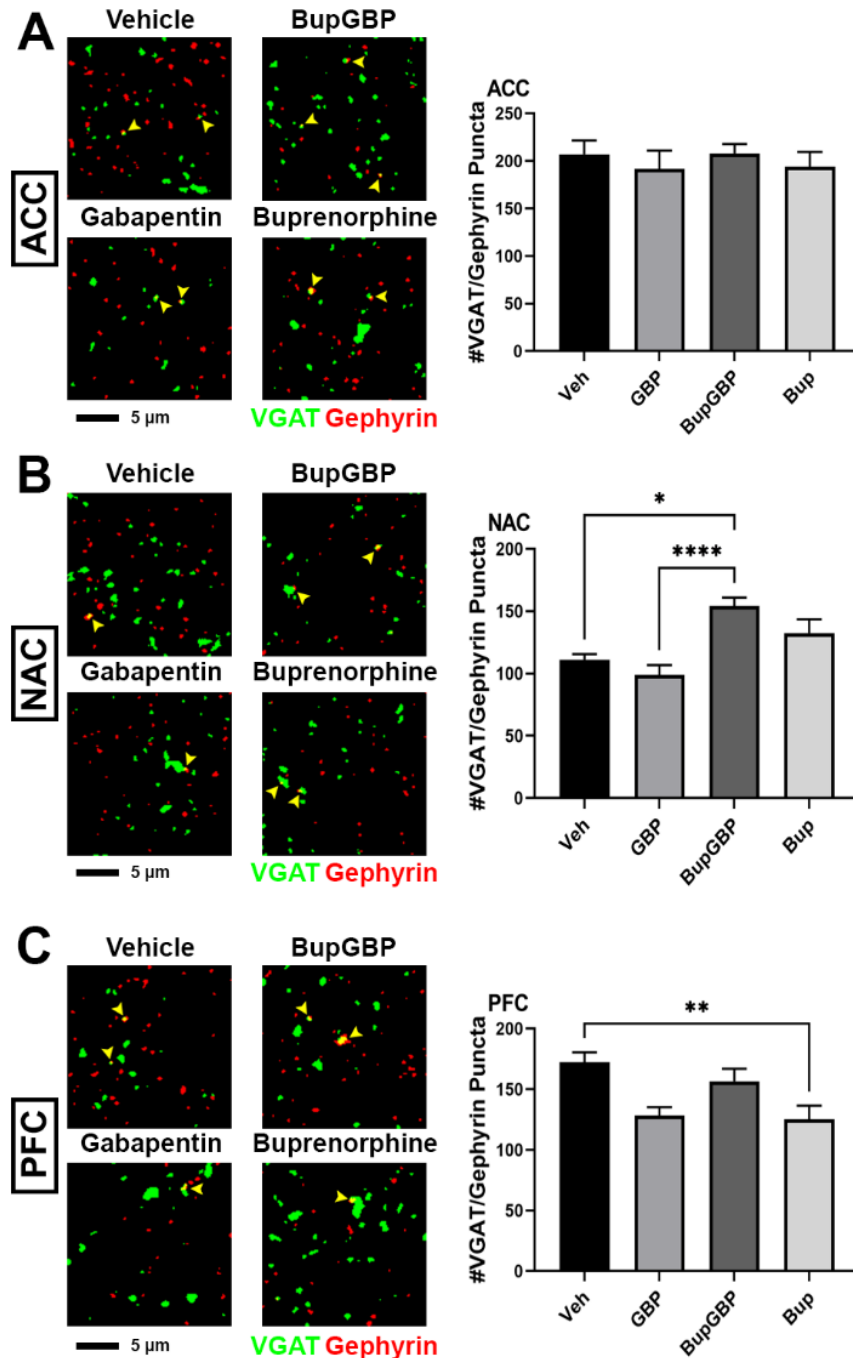 A
Vehicle
BupGBP
ACC
Gabapentin
Buprenorphine
5 µm
VGAT Gephyrin
ACC
#VGAT/Gephyrin Puncta
250
200
150
100
50
0
Veh
GBP
BupGBP
Bup
B
Vehicle
BupGBP
NAC
Gabapentin
Buprenorphine
5 µm
VGAT Gephyrin
NAC
*
****
#VGAT/Gephyrin Puncta
200
150
100
50
0
Veh
GBP
BupGBP
Bup
C
Vehicle
BupGBP
PFC
Gabapentin
Buprenorphine
5 µm
VGAT Gephyrin
PFC
**
#VGAT/Gephyrin Puncta
200
150
100
50
0
Veh
GBP
BupGBP
Bup